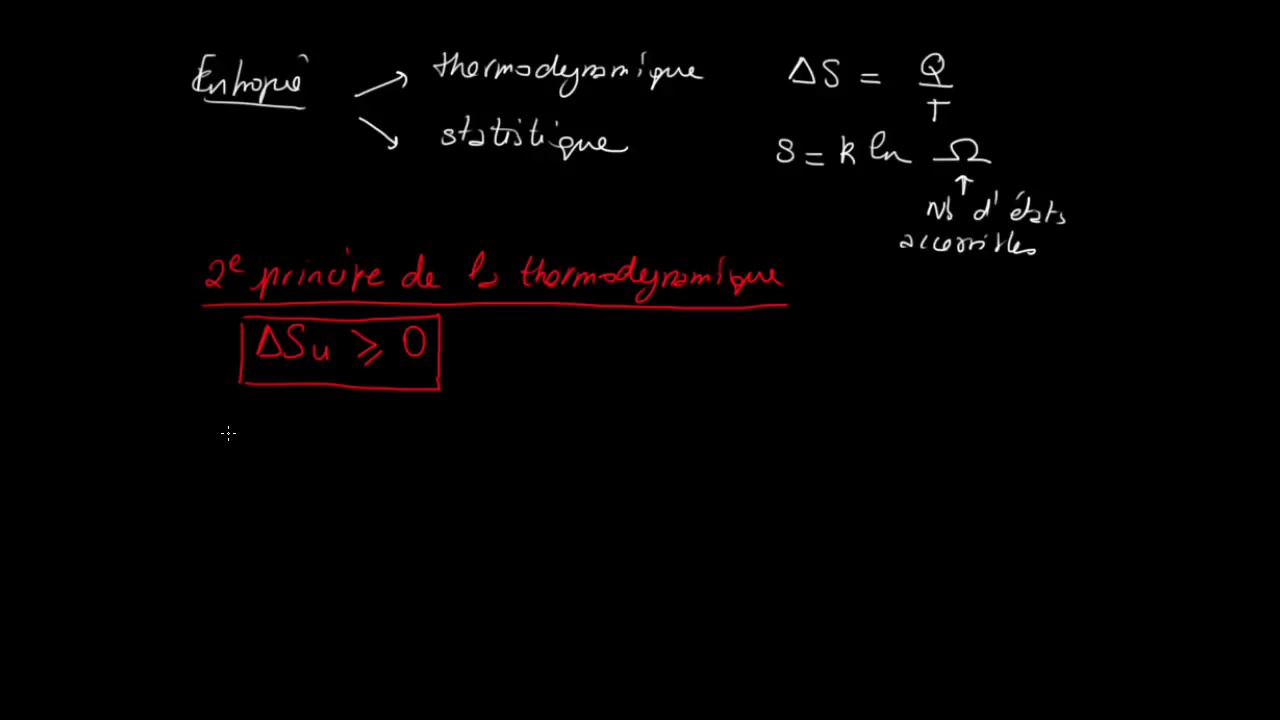 Entropie thermodynamique ΔS = Q/T
statistique S = k ln Ω
↑
Nb d'états
accessibles
2e principe de la thermodynamique
ΔSu ⩾ 0